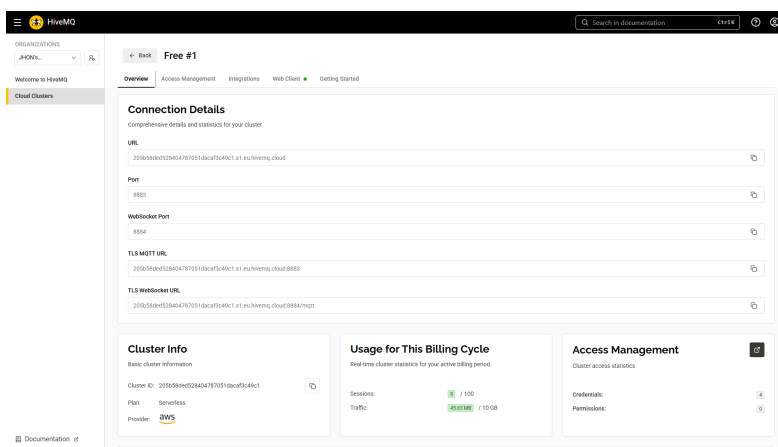 HiveMQ
Search in documentation
Ctrl K
ORGANIZATIONS
JHON's...
Welcome to HiveMQ
Cloud Clusters
Back
Free #1
Overview
Access Management
Integrations
Web Client
Getting Started
Connection Details
Comprehensive details and statistics for your cluster
URL
205b58ded528404787051dacaf3c49c1.s1.eu.hivemq.cloud
Port
8883
WebSocket Port
8884
TLS MQTT URL
205b58ded528404787051dacaf3c49c1.s1.eu.hivemq.cloud:8883
TLS WebSocket URL
205b58ded528404787051dacaf3c49c1.s1.eu.hivemq.cloud:8884/mqtt
Cluster Info
Basic cluster information
Cluster ID: 205b58ded528404787051dacaf3c49c1
Plan: Serverless
Provider: aws
Usage for This Billing Cycle
Real-time cluster statistics for your active billing period.
Sessions: 8 / 100
Traffic: 45.63 MB / 10 GB
Access Management
Cluster access statistics
Credentials: 4
Permissions: 0
Documentation